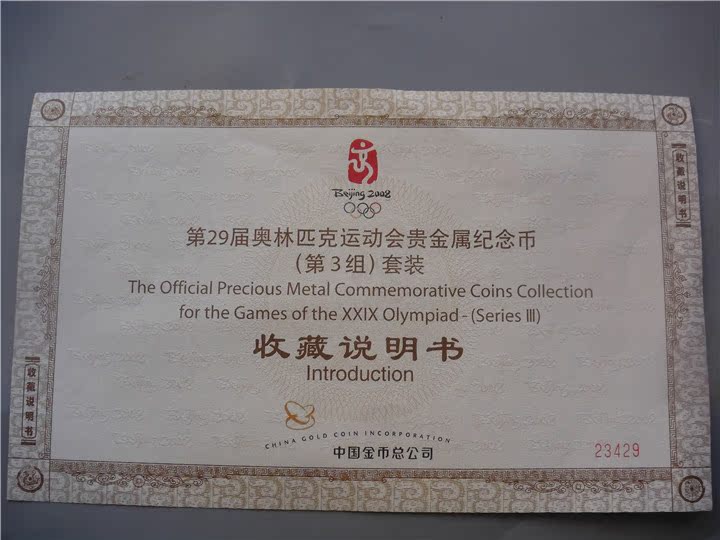 Beijing 2008
第29届奥林匹克运动会贵金属纪念币
（第3组）套装
The Official Precious Metal Commemorative Coins Collection
for the Games of the XXIX Olympiad - (Series Ⅲ)
收藏说明书
Introduction
CHINA GOLD COIN INCORPORATION
中国金币总公司
23429
收藏说明书
收藏说明书